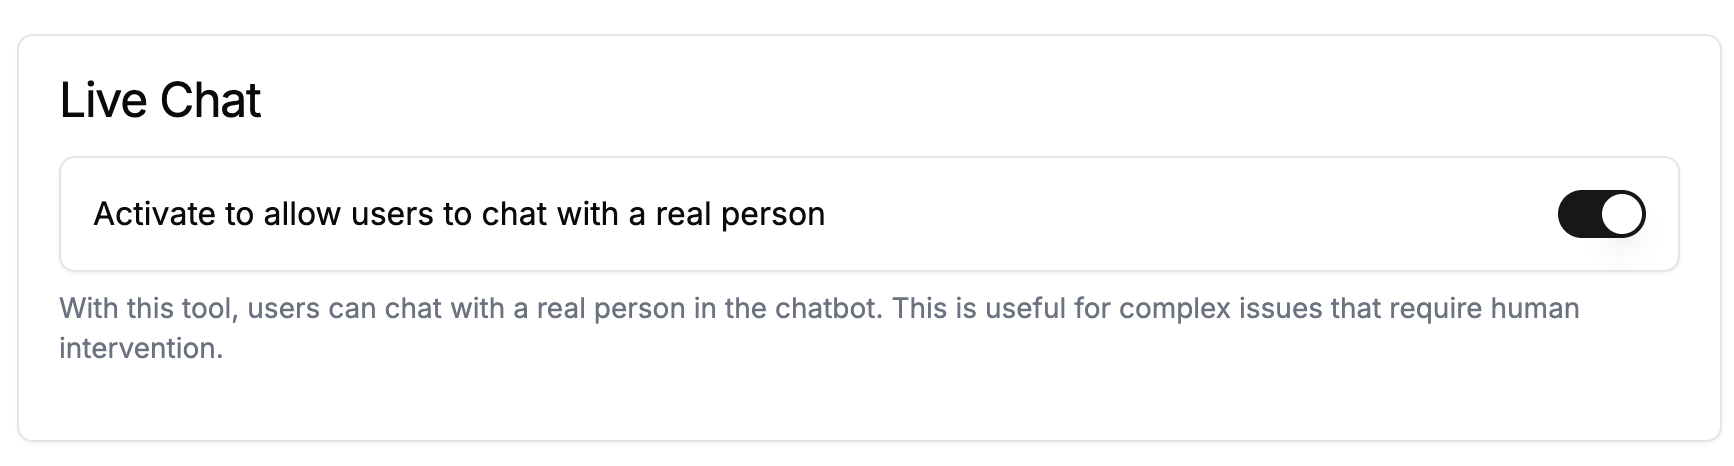 Live Chat
Activate to allow users to chat with a real person
With this tool, users can chat with a real person in the chatbot. This is useful for complex issues that require human
intervention.